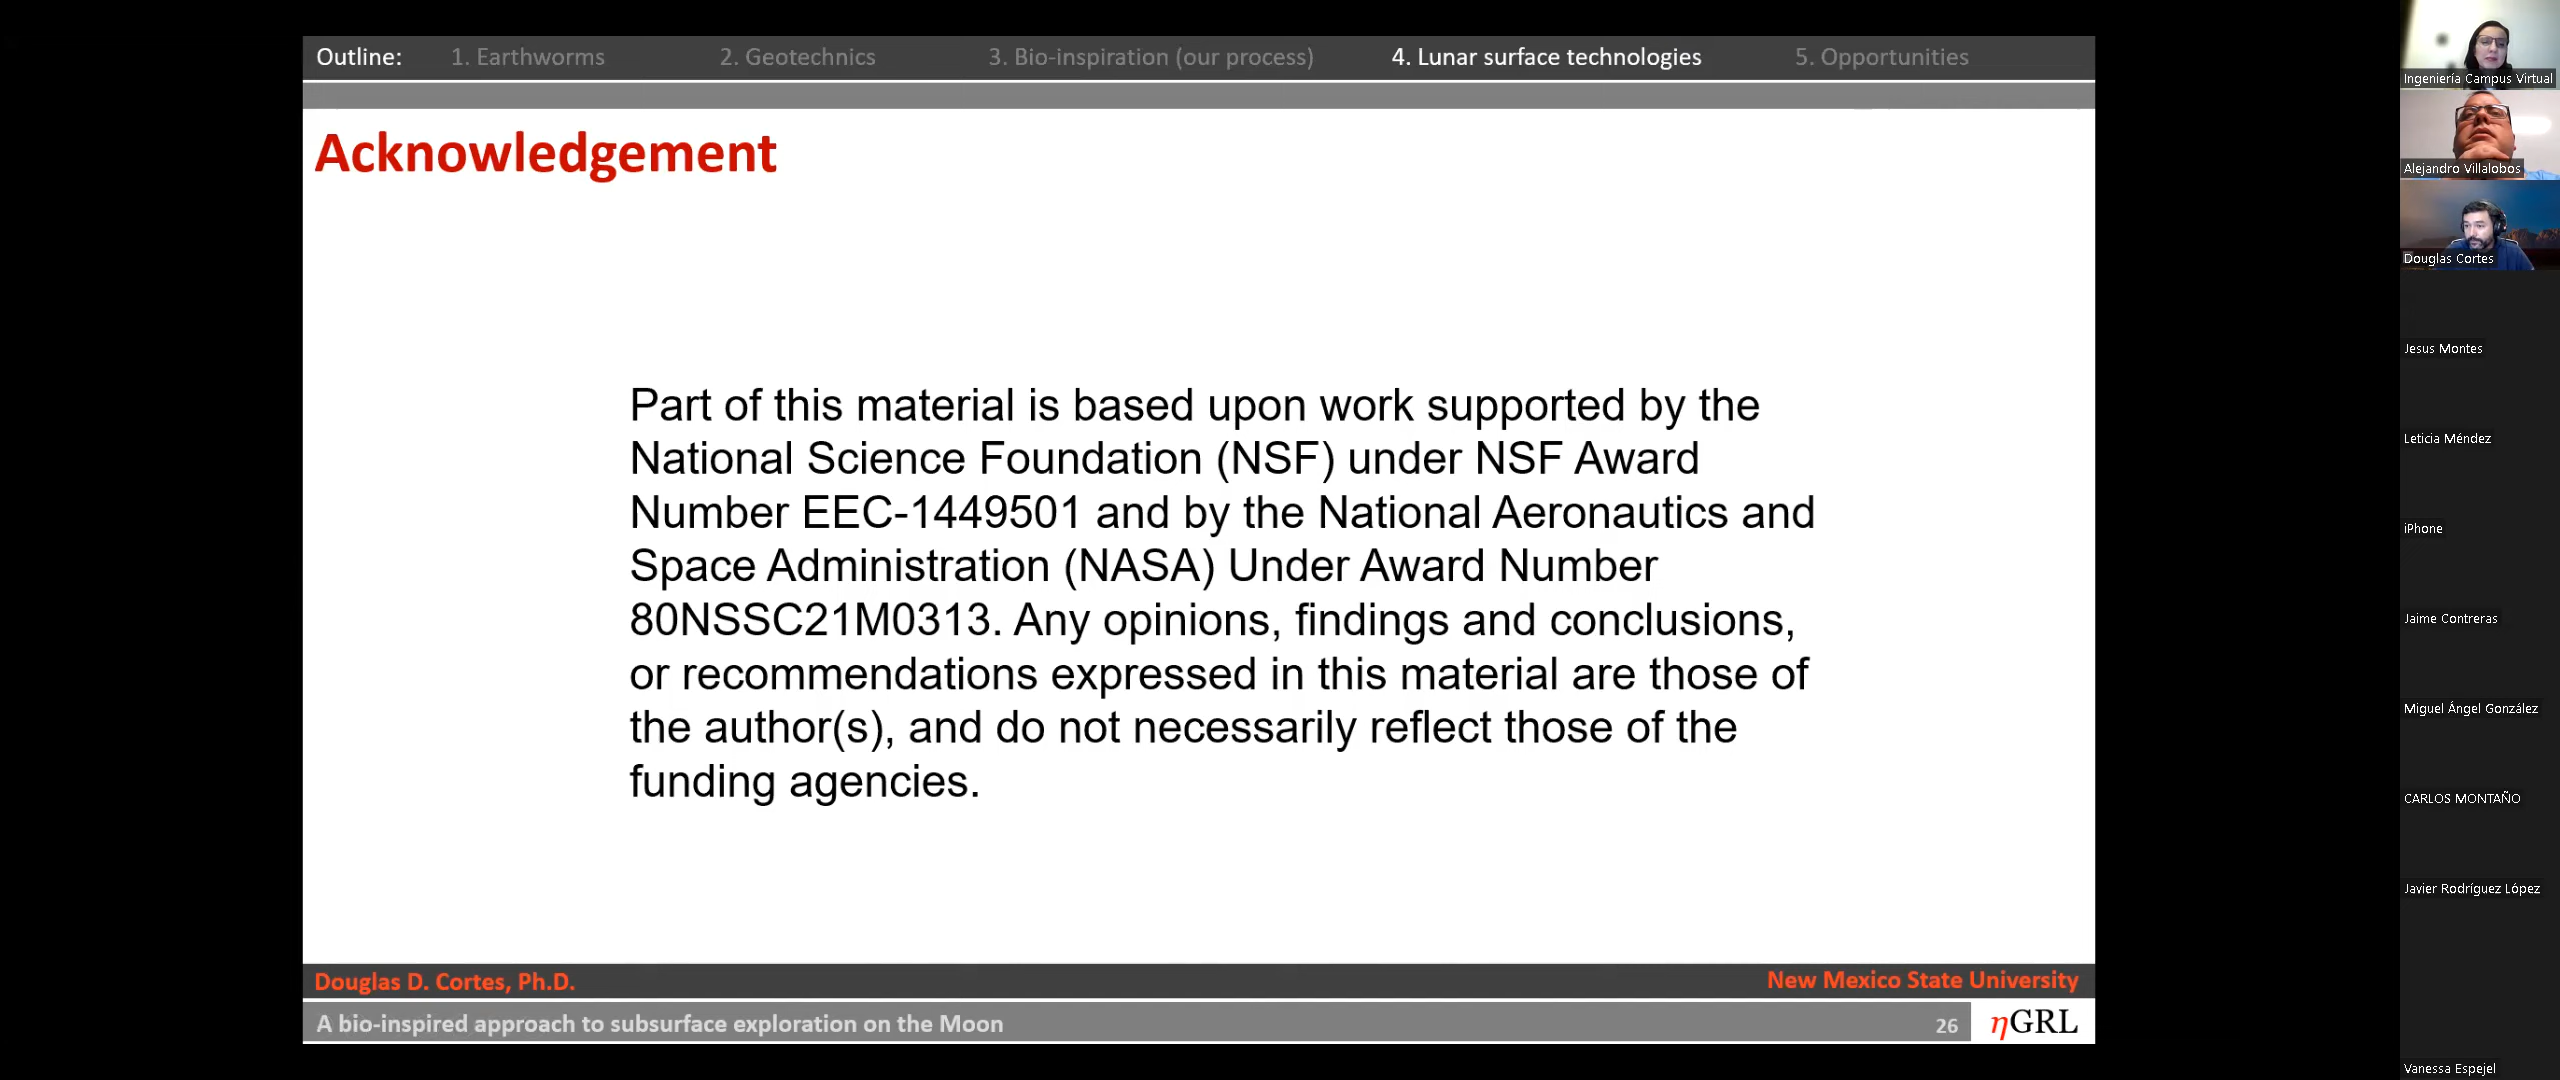 Outline: 1. Earthworms 2. Geotechnics 3. Bio-inspiration (our process) 4. Lunar surface technologies 5. Opportunities
Acknowledgement
Part of this material is based upon work supported by the
National Science Foundation (NSF) under NSF Award
Number EEC-1449501 and by the National Aeronautics and
Space Administration (NASA) Under Award Number
80NSSC21M0313. Any opinions, findings and conclusions,
or recommendations expressed in this material are those of
the author(s), and do not necessarily reflect those of the
funding agencies.
Douglas D. Cortes, Ph.D. New Mexico State University
A bio-inspired approach to subsurface exploration on the Moon 26 ηGRL
Ingeniería Campus Virtual
Alejandro Villalobos
Douglas Cortes
Jesus Montes
Leticia Méndez
iPhone
Jaime Contreras
Miguel Ángel González
CARLOS MONTAÑO
Javier Rodríguez López
Vanessa Espejel